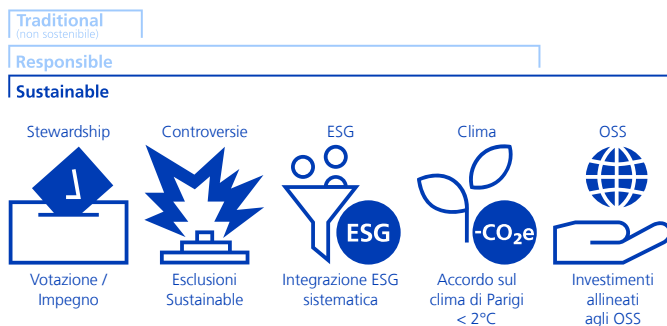 Traditional
(non sostenibile)
Responsible
Sustainable
Stewardship
Controversie
ESG
Clima
OSS
ESG
-CO₂e
Votazione /
Impegno
Esclusioni
Sustainable
Integrazione ESG
sistematica
Accordo sul
clima di Parigi
< 2°C
Investimenti
allineati
agli OSS